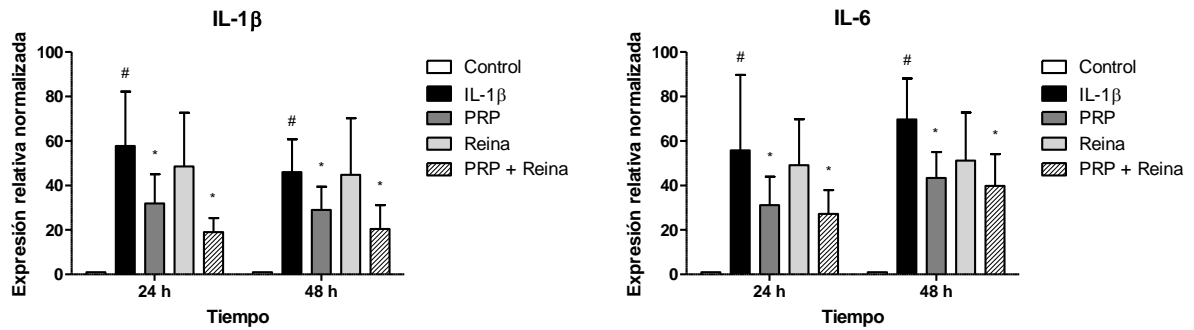 IL-1β
Expresión relativa normalizada
100
80
60
40
20
0
#
*
*
#
*
*
24 h
48 h
Tiempo
Control
IL-1β
PRP
Reina
PRP + Reina
IL-6
Expresión relativa normalizada
100
80
60
40
20
0
#
*
*
#
*
*
24 h
48 h
Tiempo
Control
IL-1β
PRP
Reina
PRP + Reina